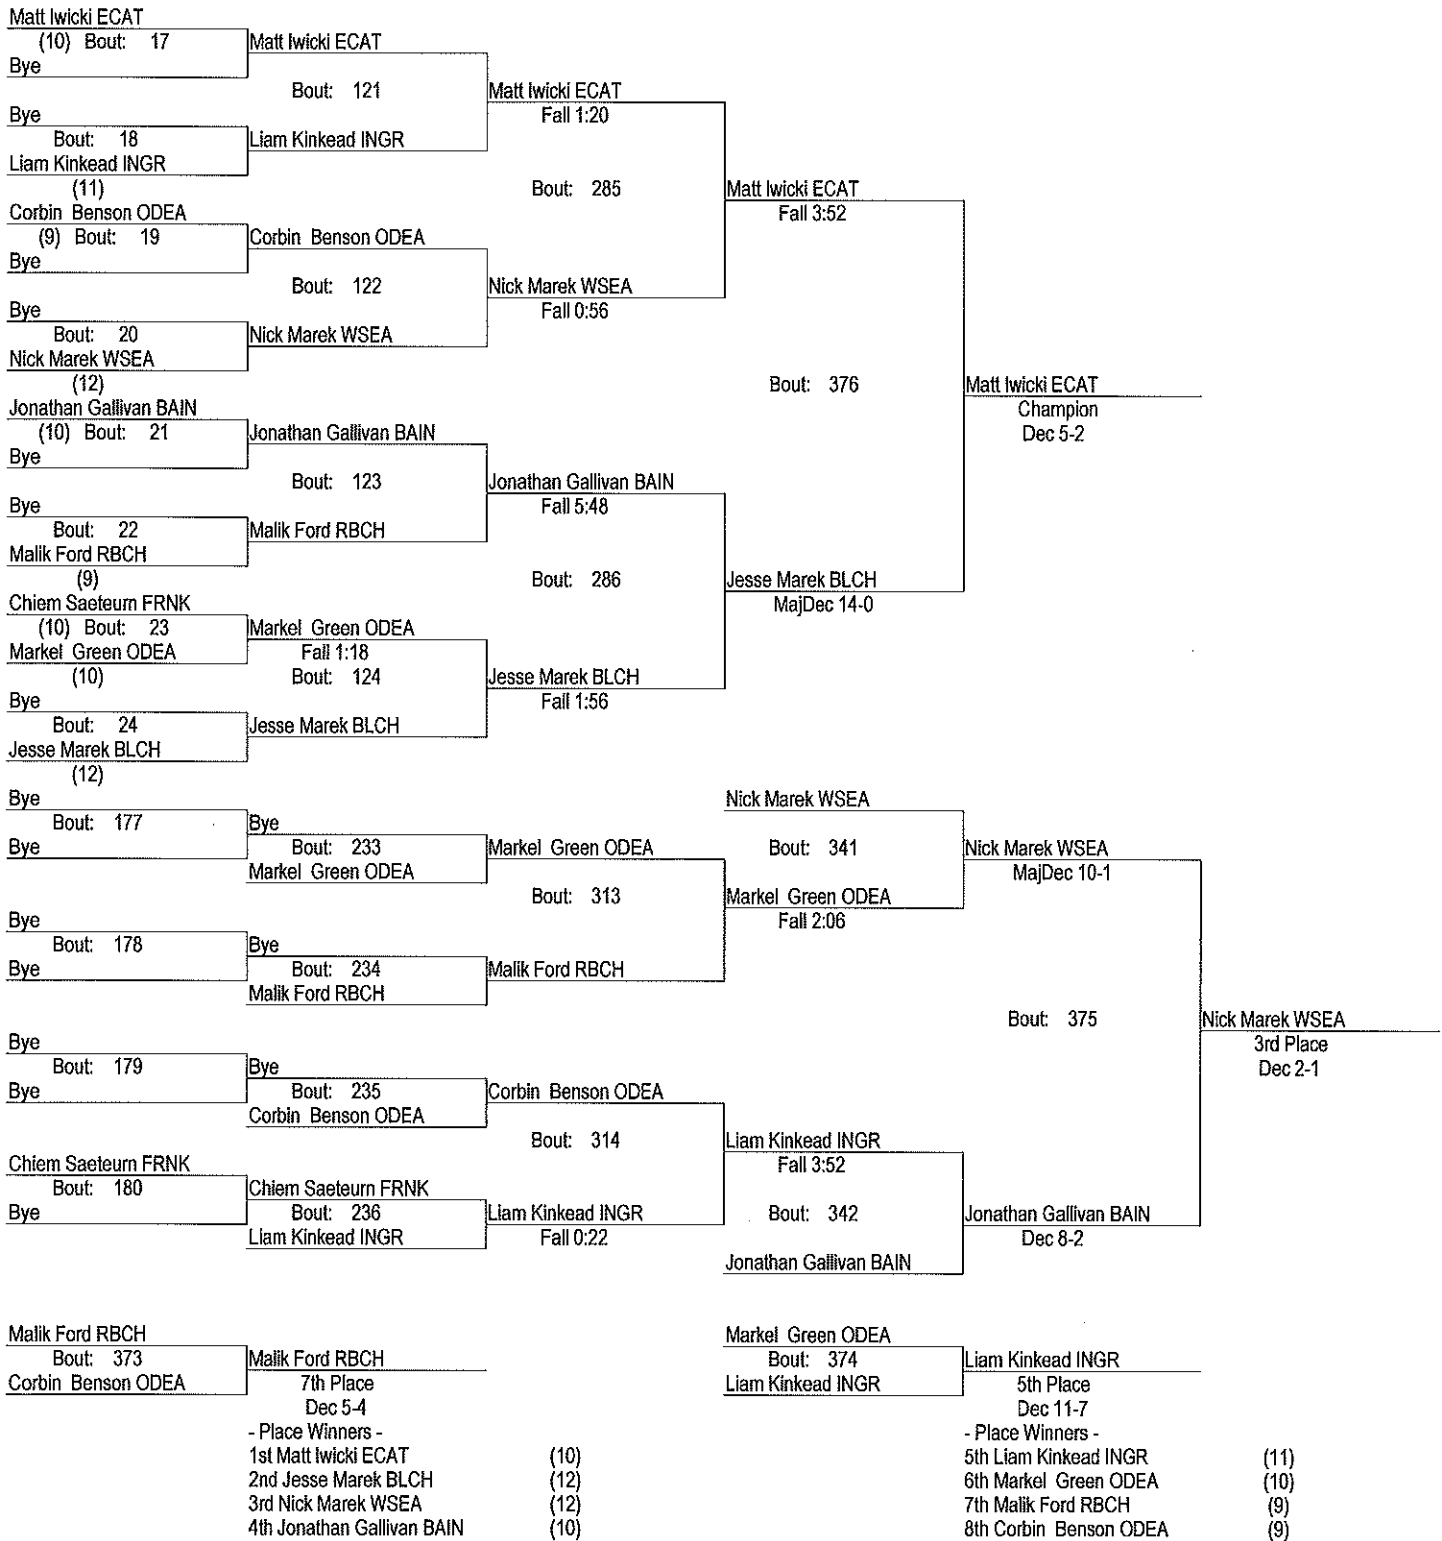 Matt Iwicki ECAT
(10) Bout: 17
Bye
Matt Iwicki ECAT
Bout: 121
Bye
Bout: 18
Liam Kinkead INGR
(11)
Liam Kinkead INGR
Matt Iwicki ECAT
Fall 1:20
Bout: 285
Corbin Benson ODEA
(9) Bout: 19
Bye
Corbin Benson ODEA
Bout: 122
Bye
Bout: 20
Nick Marek WSEA
(12)
Nick Marek WSEA
Nick Marek WSEA
Fall 0:56
Matt Iwicki ECAT
Fall 3:52
Bout: 376
Matt Iwicki ECAT
Champion
Dec 5-2
Jonathan Gallivan BAIN
(10) Bout: 21
Bye
Jonathan Gallivan BAIN
Bout: 123
Bye
Bout: 22
Malik Ford RBCH
(9)
Malik Ford RBCH
Jonathan Gallivan BAIN
Fall 5:48
Bout: 286
Chiem Saeteurn FRNK
(10) Bout: 23
Markel Green ODEA
(10)
Markel Green ODEA
Fall 1:18
Bout: 124
Bye
Bout: 24
Jesse Marek BLCH
(12)
Jesse Marek BLCH
Jesse Marek BLCH
Fall 1:56
Jesse Marek BLCH
MajDec 14-0
Bye
Bout: 177
Bye
Bye
Bout: 233
Markel Green ODEA
Markel Green ODEA
Bout: 313
Bye
Bout: 178
Bye
Bye
Bout: 234
Malik Ford RBCH
Malik Ford RBCH
Nick Marek WSEA
Bout: 341
Markel Green ODEA
Fall 2:06
Nick Marek WSEA
MajDec 10-1
Bout: 375
Nick Marek WSEA
3rd Place
Dec 2-1
Bye
Bout: 179
Bye
Bye
Bout: 235
Corbin Benson ODEA
Corbin Benson ODEA
Bout: 314
Chiem Saeteurn FRNK
Bout: 180
Bye
Chiem Saeteurn FRNK
Bout: 236
Liam Kinkead INGR
Liam Kinkead INGR
Fall 0:22
Liam Kinkead INGR
Fall 3:52
Bout: 342
Jonathan Gallivan BAIN
Jonathan Gallivan BAIN
Dec 8-2
Malik Ford RBCH
Bout: 373
Corbin Benson ODEA
Malik Ford RBCH
7th Place
Dec 5-4
Markel Green ODEA
Bout: 374
Liam Kinkead INGR
Liam Kinkead INGR
5th Place
Dec 11-7
- Place Winners -
1st Matt Iwicki ECAT (10)
2nd Jesse Marek BLCH (12)
3rd Nick Marek WSEA (12)
4th Jonathan Gallivan BAIN (10)
- Place Winners -
5th Liam Kinkead INGR (11)
6th Markel Green ODEA (10)
7th Malik Ford RBCH (9)
8th Corbin Benson ODEA (9)